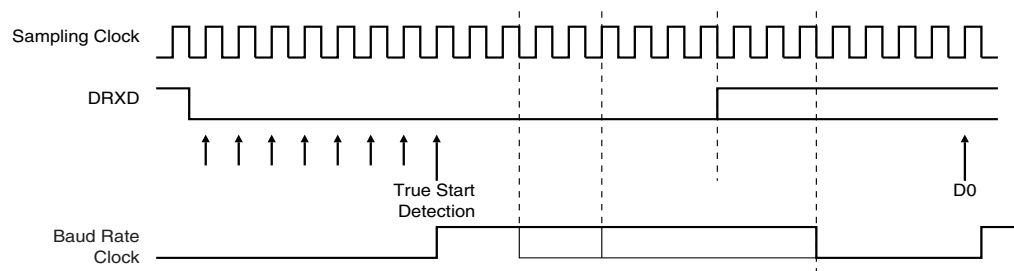 Sampling Clock
DRXD
True Start
Detection
D0
Baud Rate
Clock